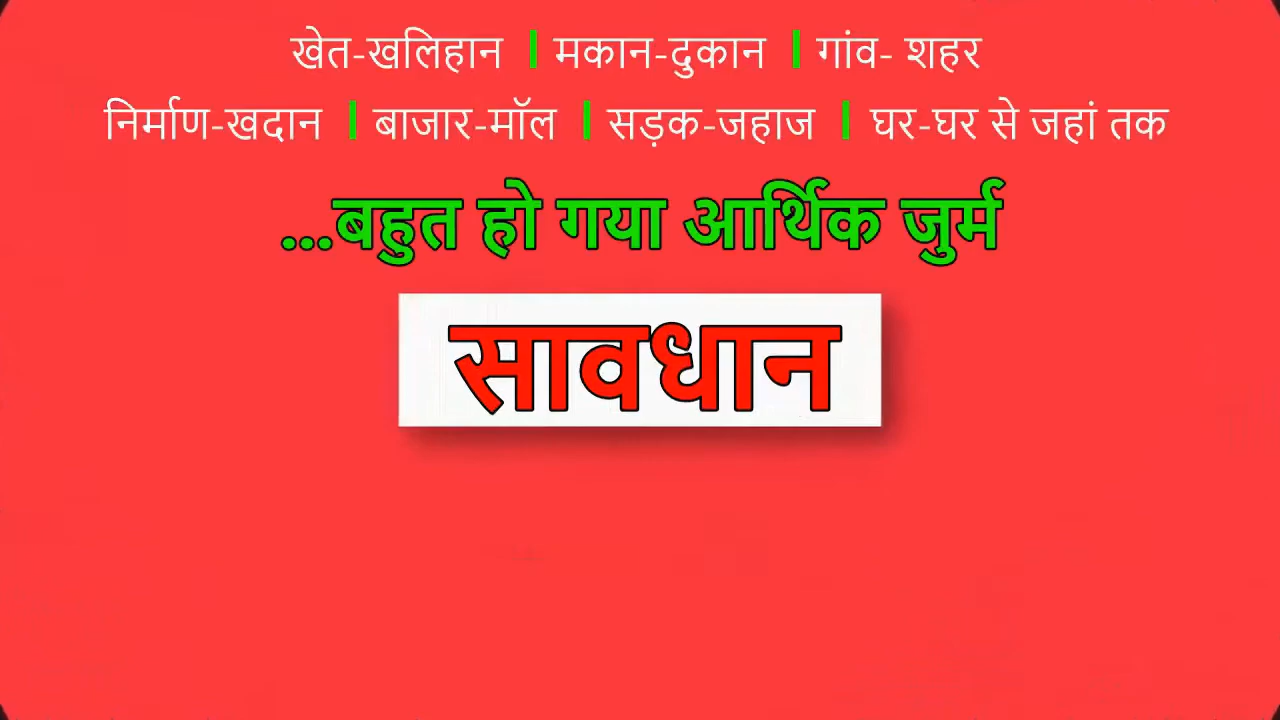 खेत-खलिहान | मकान-दुकान | गांव- शहर
निर्माण-खदान | बाजार-मॉल | सड़क-जहाज | घर-घर से जहां तक
...बहुत हो गया आर्थिक जुर्म
सावधान